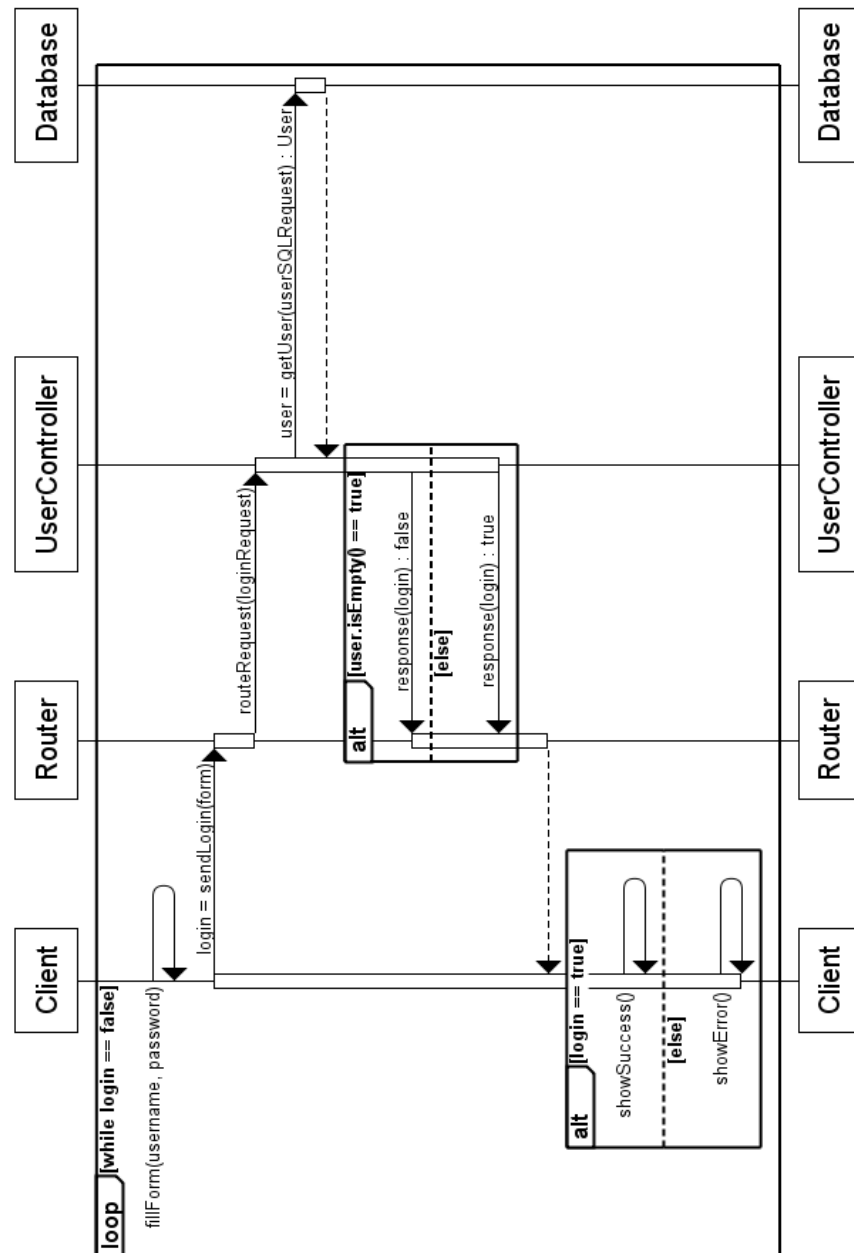 Client
Router
UserController
Database
loop
[while login == false]
fillForm(username, password)
login = sendLogin(form)
routeRequest(loginRequest)
user = getUser(userSQLRequest) : User
alt
[user.isEmpty() == true]
response(login) : false
[else]
response(login) : true
alt
[login == true]
showSuccess()
[else]
showError()
Client
Router
UserController
Database